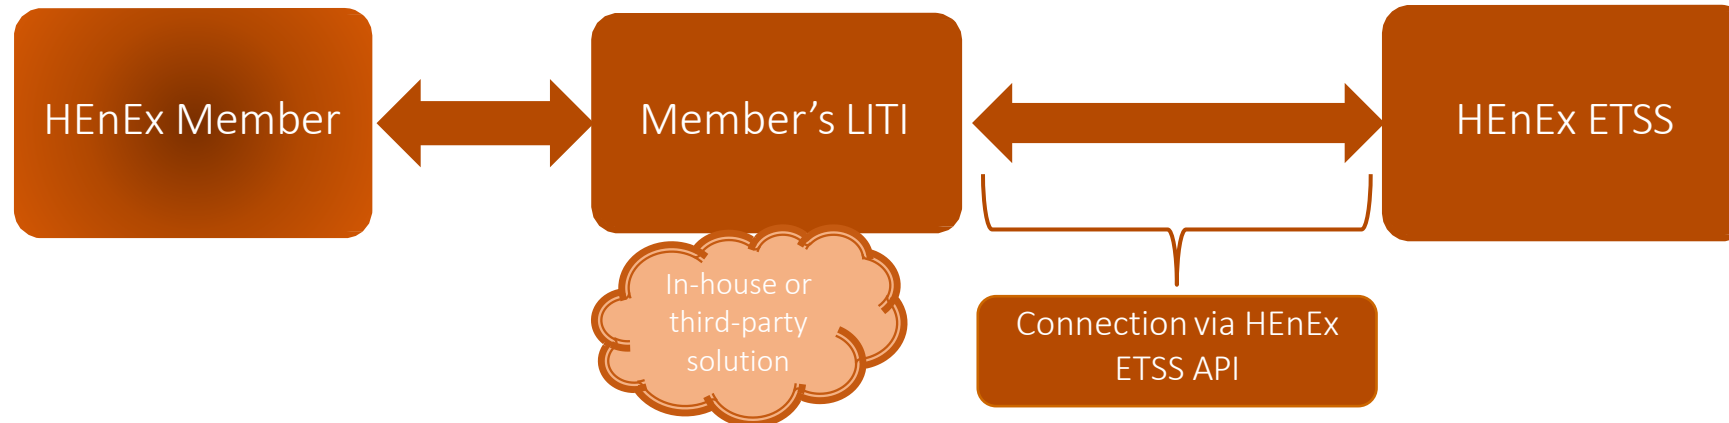 HEnEx Member
Member’s LITI
HEnEx ETSS
In-house or
third-party
solution
Connection via HEnEx
ETSS API